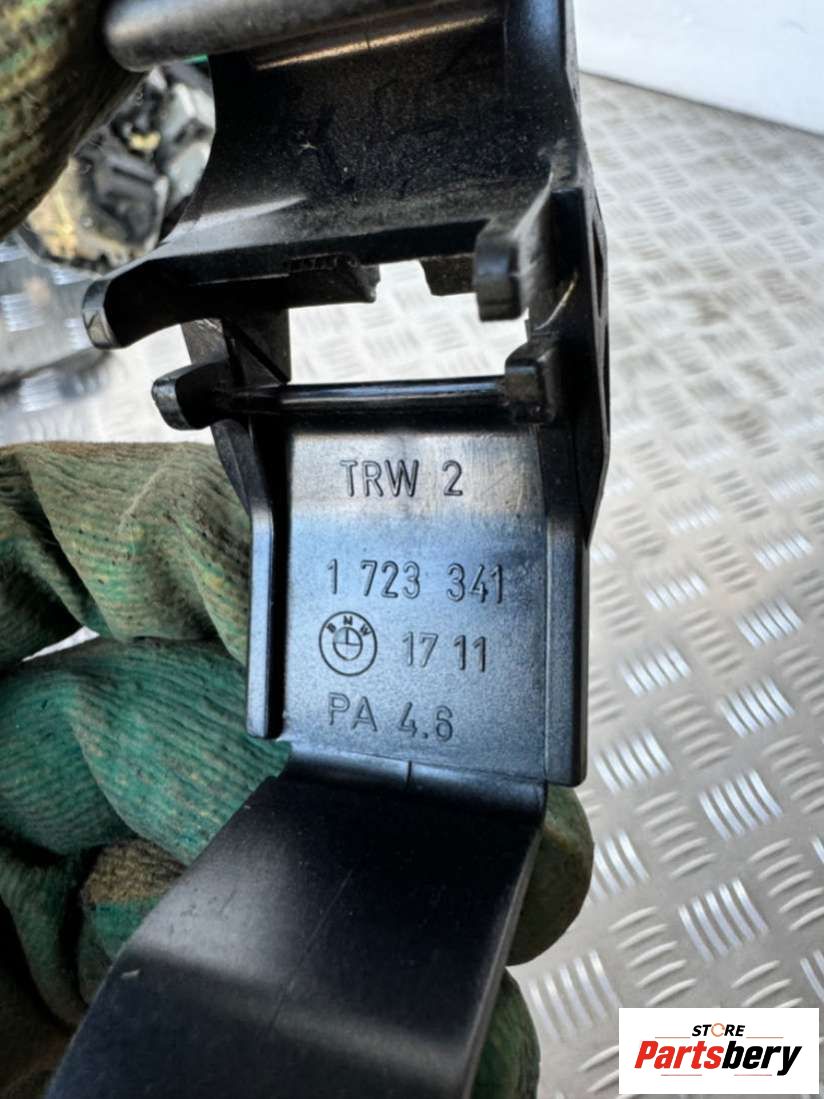 TRW 2
1 723 341
BMW 17 11
PA 4.6
STORE
Partsbery